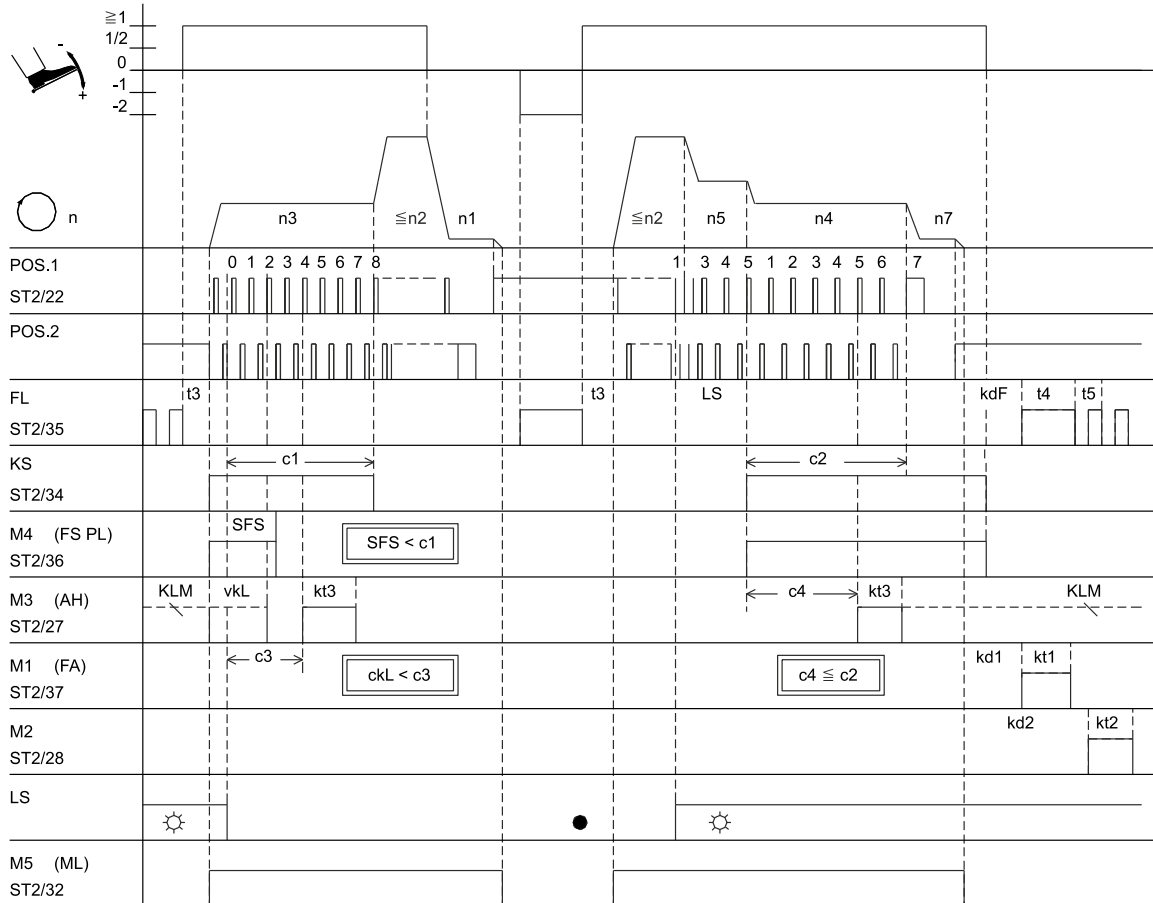 ≧1
1/2
0
-1
-2
-
+
n
n3
≦n2
n1
≦n2
n5
n4
n7
POS.1
ST2/22
0 1 2 3 4 5 6 7 8
1 3 4 5 1 2 3 4 5 6 7
POS.2
FL
ST2/35
t3
t3
LS
kdF
t4
t5
KS
ST2/34
c1
c2
M4 (FS PL)
ST2/36
SFS
SFS < c1
M3 (AH)
ST2/27
KLM
vkL
kt3
c4
kt3
KLM
M1 (FA)
ST2/37
c3
ckL < c3
c4 ≦ c2
kd1
kt1
M2
ST2/28
kd2
kt2
LS
M5 (ML)
ST2/32